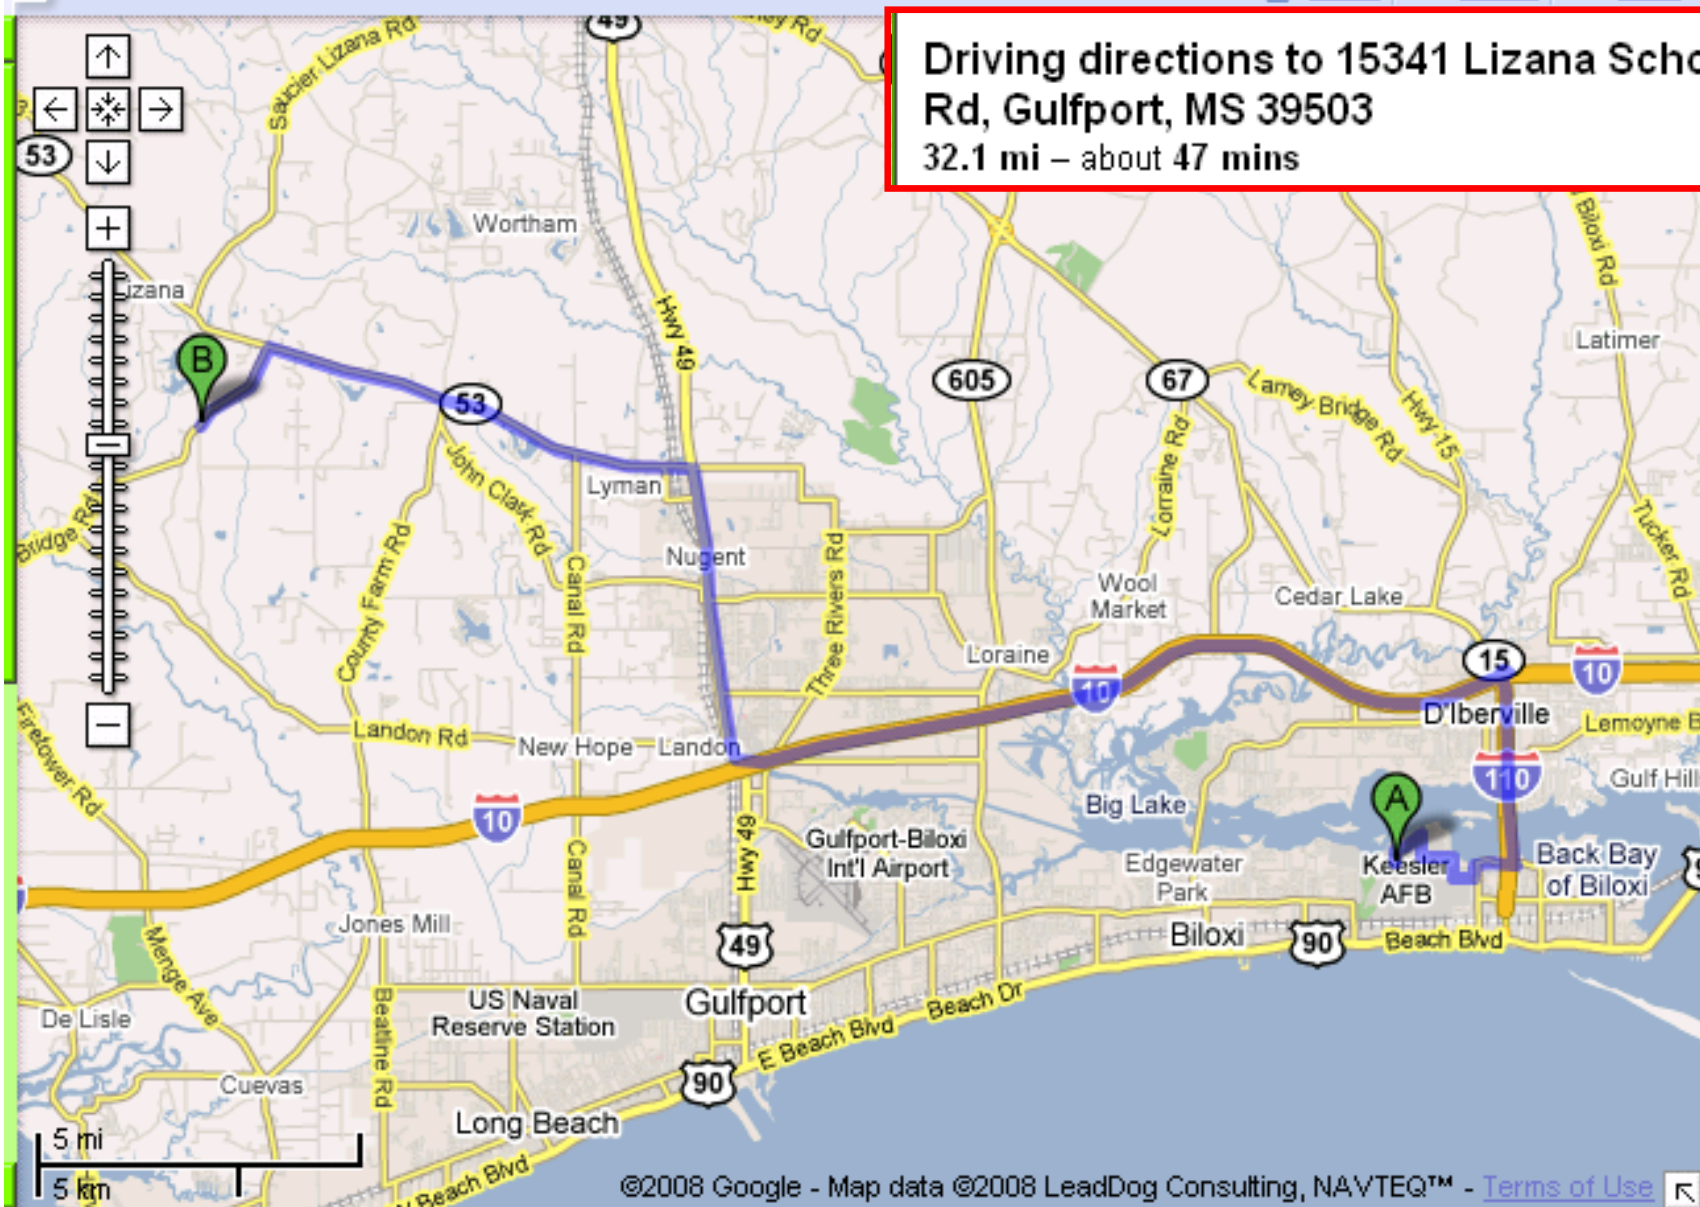 49
Driving directions to 15341 Lizana Scho
Rd, Gulfport, MS 39503
32.1 mi – about 47 mins
Saucier Lizana Rd
53
Wortham
izana
Hwy 49
Biloxi Rd
Latimer
B
53
605
67
Lamey Bridge Rd
Hwy 15
John Clark Rd
Lyman
Lorraine Rd
Bridge Rd
Nugent
Tucker Rd
County Farm Rd
Canal Rd
Three Rivers Rd
Wool
Market
Cedar Lake
Loraine
15
10
10
Firetower Rd
Landon Rd
New Hope
Landon
D'Iberville
Lemoyne B
110
Gulf Hill
A
Big Lake
10
Hwy 49
Gulfport-Biloxi
Int'l Airport
Edgewater
Park
Keesler
AFB
Back Bay
of Biloxi
Canal Rd
Jones Mill
Menge Ave
49
Biloxi
90
Beach Blvd
US Naval
Reserve Station
Gulfport
Beach Dr
De Lisle
Beatline Rd
E Beach Blvd
Cuevas
90
Long Beach
5 mi
5 km
Beach Blvd
©2008 Google - Map data ©2008 LeadDog Consulting, NAVTEQ™ - Terms of Use